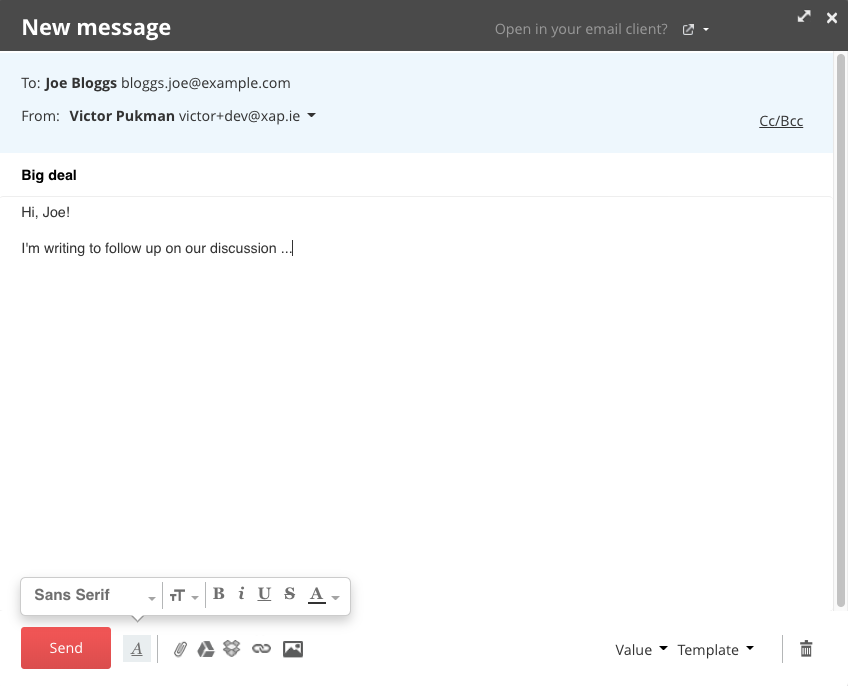 New message
Open in your email client?
To: Joe Bloggs bloggs.joe@example.com
From: Victor Pukman victor+dev@xap.ie
Cc/Bcc
Big deal
Hi, Joe!
I'm writing to follow up on our discussion ...
Sans Serif TT B i U S A
Send A Value Template